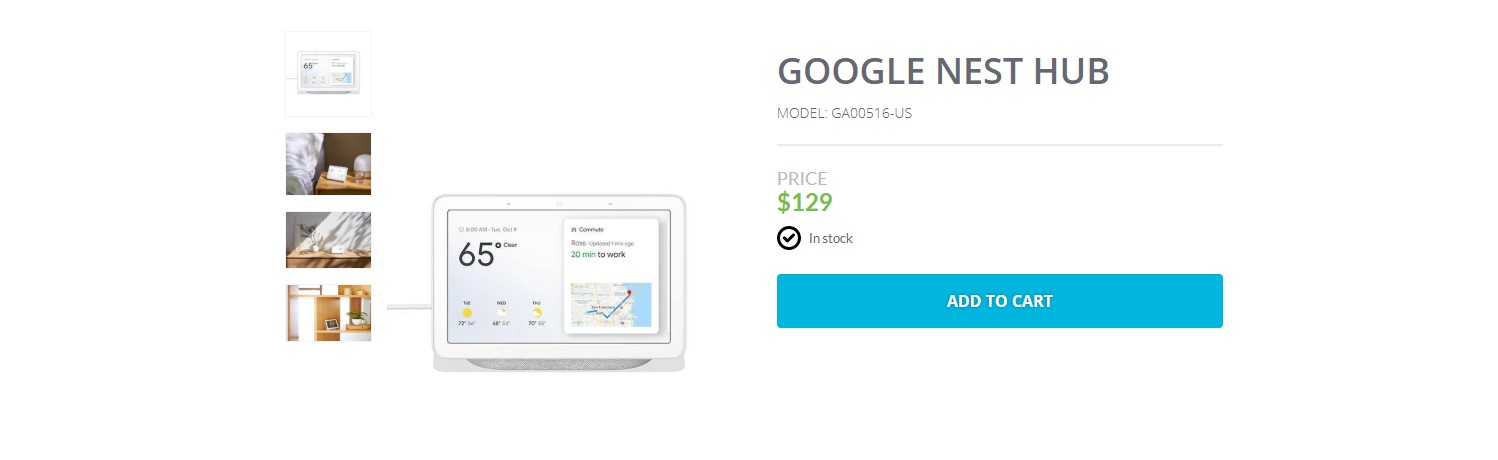 GOOGLE NEST HUB
MODEL: GA00516-US
PRICE
$129
In stock
ADD TO CART
8:00 AM · Tue, Oct 9
65° Clear
Commute
Ross · Updated 1 min ago
20 min to work
TUE WED THU
72° 56° 68° 54° 70° 55°
65°